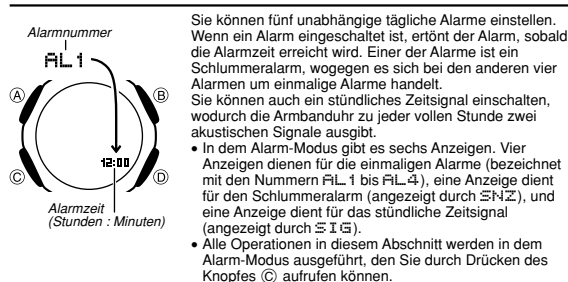 Alarmnummer
AL1
A
B
12:00
C
D
Alarmzeit
(Stunden : Minuten)
Sie können fünf unabhängige tägliche Alarme einstellen.
Wenn ein Alarm eingeschaltet ist, ertönt der Alarm, sobald
die Alarmzeit erreicht wird. Einer der Alarme ist ein
Schlummeralarm, wogegen es sich bei den anderen vier
Alarmen um einmalige Alarme handelt.
Sie können auch ein stündliches Zeitsignal einschalten,
wodurch die Armbanduhr zu jeder vollen Stunde zwei
akustischen Signale ausgibt.
• In dem Alarm-Modus gibt es sechs Anzeigen. Vier
Anzeigen dienen für die einmaligen Alarme (bezeichnet
mit den Nummern AL1 bis AL4), eine Anzeige dient
für den Schlummeralarm (angezeigt durch SNZ), und
eine Anzeige dient für das stündliche Zeitsignal
(angezeigt durch SIG).
• Alle Operationen in diesem Abschnitt werden in dem
Alarm-Modus ausgeführt, den Sie durch Drücken des
Knopfes Ⓒ aufrufen können.